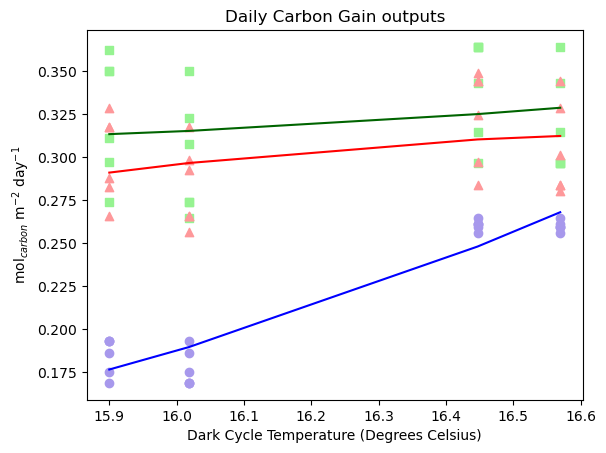 Daily Carbon Gain outputs
mol_carbon m⁻² day⁻¹
0.350
0.325
0.300
0.275
0.250
0.225
0.200
0.175
15.9 16.0 16.1 16.2 16.3 16.4 16.5 16.6
Dark Cycle Temperature (Degrees Celsius)